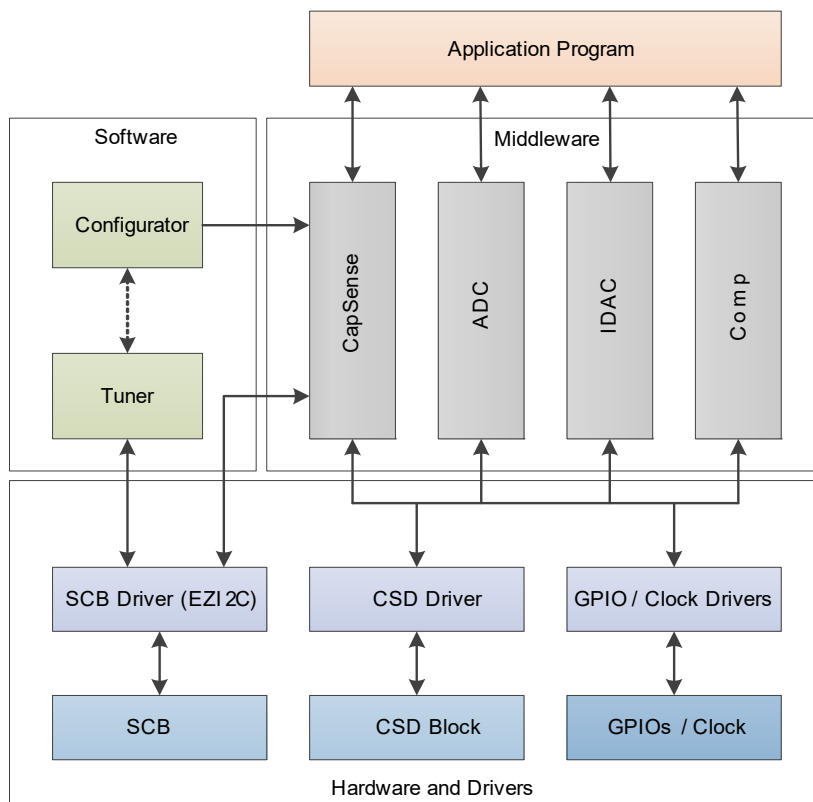 Application Program
Software
Middleware
Configurator
Tuner
CapSense
ADC
IDAC
Comp
SCB Driver (EZI2C)
CSD Driver
GPIO / Clock Drivers
SCB
CSD Block
GPIOs / Clock
Hardware and Drivers